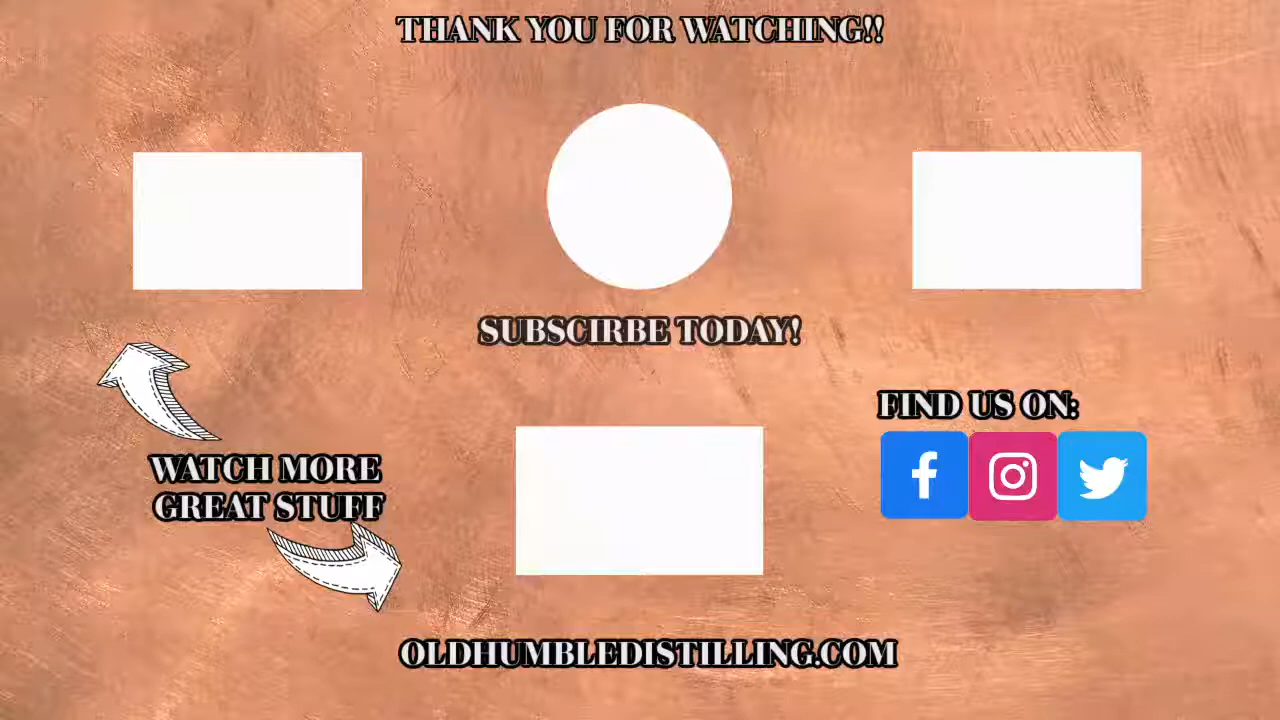 THANK YOU FOR WATCHING!!
SUBSCIRBE TODAY!
FIND US ON:
WATCH MORE
GREAT STUFF
OLDHUMBLEDISTILLING.COM